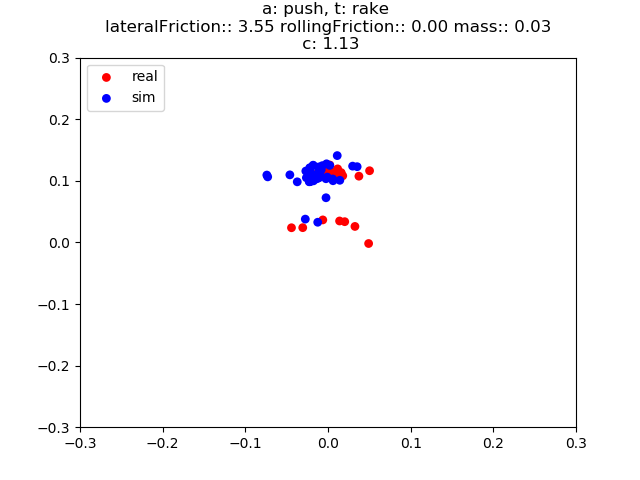 a: push, t: rake
lateralFriction:: 3.55 rollingFriction:: 0.00 mass:: 0.03
c: 1.13
real
sim
0.3
0.2
0.1
0.0
−0.1
−0.2
−0.3
−0.3
−0.2
−0.1
0.0
0.1
0.2
0.3